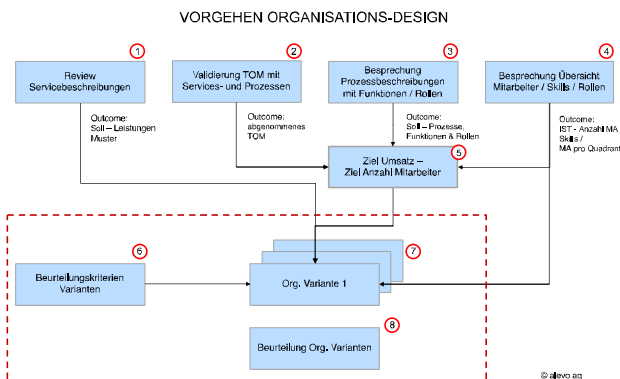 VORGEHEN ORGANISATIONS-DESIGN
1
Review
Servicebeschreibungen
2
Validierung TOM mit
Services- und Prozessen
3
Besprechung
Prozessbeschreibungen
mit Funktionen / Rollen
4
Besprechung Übersicht
Mitarbeiter / Skills / Rollen
Outcome:
Soll – Leistungen
Muster
Outcome:
abgenommenes
TOM
Outcome:
Soll – Prozesse,
Funktionen & Rollen
Outcome:
IST - Anzahl MA
Skills /
MA pro Quadrant
5
Ziel Umsatz –
Ziel Anzahl Mitarbeiter
6
Beurteilungskriterien
Varianten
7
Org. Variante 1
8
Beurteilung Org. Varianten
© alevo ag